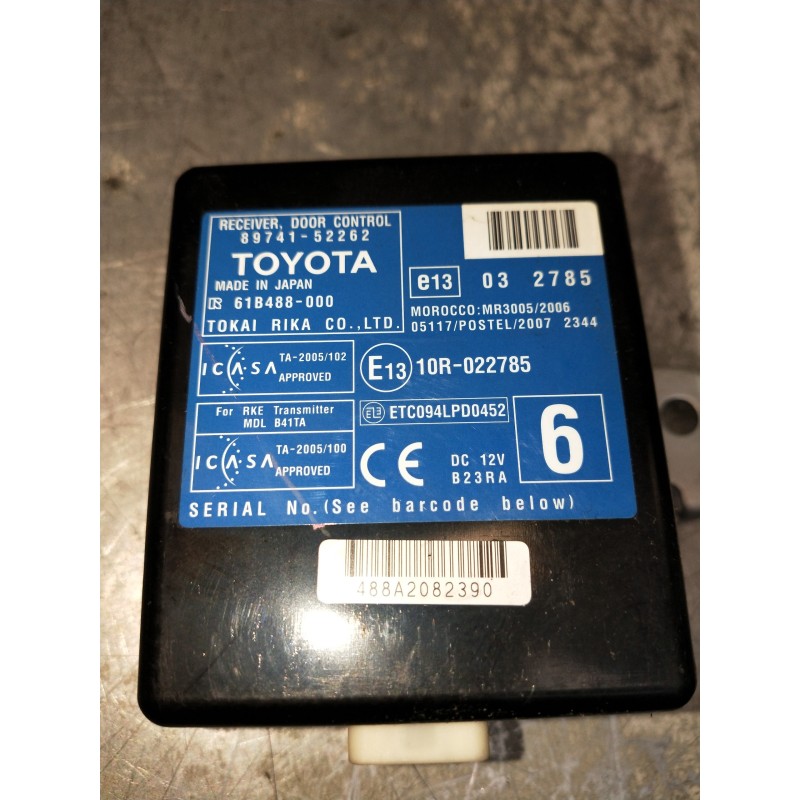 RECEIVER, DOOR CONTROL
89741-52262
TOYOTA
MADE IN JAPAN
61B488-000
TOKAI RIKA CO.,LTD.
e13 03 2785
MOROCCO:MR3005/2006
05117/POSTEL/2007 2344
ICASA TA-2005/102
APPROVED
E13 10R-022785
For RKE Transmitter
MDL B41TA
E13 ETC094LPD0452
ICASA TA-2005/100
APPROVED
CE
DC 12V
B23RA
6
SERIAL No.(See barcode below)
488A2082390